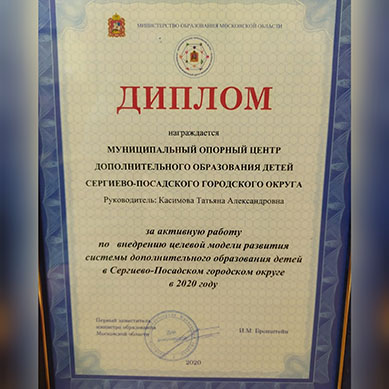 МИНИСТЕРСТВО ОБРАЗОВАНИЯ МОСКОВСКОЙ ОБЛАСТИ
ДИПЛОМ
награждается
МУНИЦИПАЛЬНЫЙ ОПОРНЫЙ ЦЕНТР
ДОПОЛНИТЕЛЬНОГО ОБРАЗОВАНИЯ ДЕТЕЙ
СЕРГИЕВО-ПОСАДСКОГО ГОРОДСКОГО ОКРУГА
Руководитель: Касимова Татьяна Александровна
за активную работу
по внедрению целевой модели развития
системы дополнительного образования детей
в Сергиево-Посадском городском округе
в 2020 году
Первый заместитель
министра образования
Московской области
И.М. Бронштейн
2020